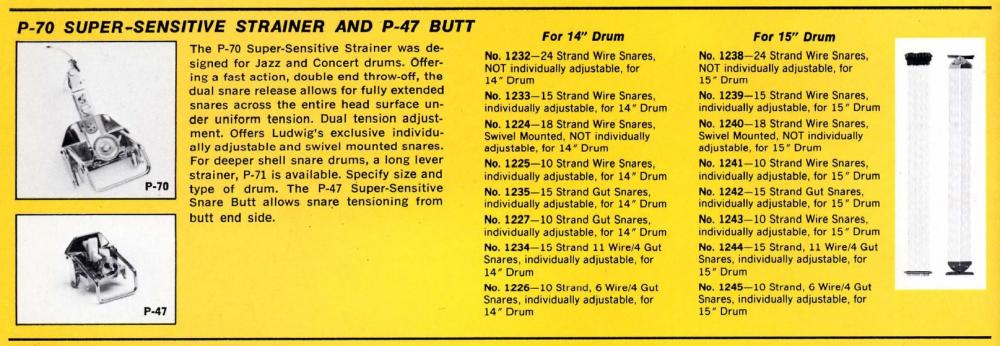 P-70 SUPER-SENSITIVE STRAINER AND P-47 BUTT
P-70
P-47
The P-70 Super-Sensitive Strainer was de-
signed for Jazz and Concert drums. Offer-
ing a fast action, double end throw-off, the
dual snare release allows for fully extended
snares across the entire head surface un-
der uniform tension. Dual tension adjust-
ment. Offers Ludwig's exclusive individu-
ally adjustable and swivel mounted snares.
For deeper shell snare drums, a long lever
strainer, P-71 is available. Specify size and
type of drum. The P-47 Super-Sensitive
Snare Butt allows snare tensioning from
butt end side.
For 14" Drum
No. 1232—24 Strand Wire Snares,
NOT individually adjustable, for
14" Drum
No. 1233—15 Strand Wire Snares,
individually adjustable, for 14" Drum
No. 1224—18 Strand Wire Snares,
Swivel Mounted, NOT individually
adjustable, for 14" Drum
No. 1225—10 Strand Wire Snares,
individually adjustable, for 14" Drum
No. 1235—15 Strand Gut Snares,
individually adjustable, for 14" Drum
No. 1227—10 Strand Gut Snares,
individually adjustable, for 14" Drum
No. 1234—15 Strand 11 Wire/4 Gut
Snares, individually adjustable, for
14" Drum
No. 1226—10 Strand, 6 Wire/4 Gut
Snares, individually adjustable, for
14" Drum
For 15" Drum
No. 1238—24 Strand Wire Snares,
NOT individually adjustable, for
15" Drum
No. 1239—15 Strand Wire Snares,
individually adjustable, for 15" Drum
No. 1240—18 Strand Wire Snares,
Swivel Mounted, NOT individually
adjustable, for 15" Drum
No. 1241—10 Strand Wire Snares,
individually adjustable, for 15" Drum
No. 1242—15 Strand Gut Snares,
individually adjustable, for 15" Drum
No. 1243—10 Strand Wire Snares,
individually adjustable, for 15" Drum
No. 1244—15 Strand, 11 Wire/4 Gut
Snares, individually adjustable, for
15" Drum
No. 1245—10 Strand, 6 Wire/4 Gut
Snares, individually adjustable, for
15" Drum